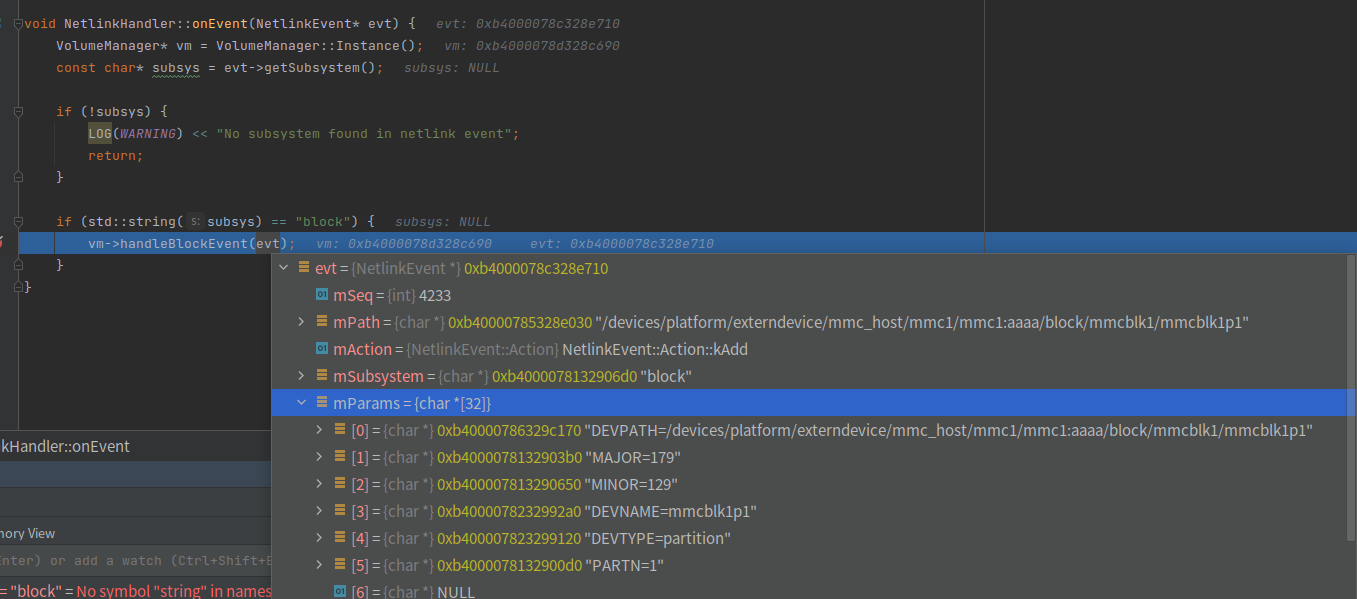 void NetlinkHandler::onEvent(NetlinkEvent* evt) {   evt: 0xb4000078c328e710
VolumeManager* vm = VolumeManager::Instance();   vm: 0xb4000078d328c690
const char* subsys = evt->getSubsystem();   subsys: NULL
if (!subsys) {
LOG(WARNING) << "No subsystem found in netlink event";
return;
}
if (std::string( s: subsys) == "block") {   subsys: NULL
vm->handleBlockEvent(evt);   vm: 0xb4000078d328c690   evt: 0xb4000078c328e710
}
}
evt = {NetlinkEvent *} 0xb4000078c328e710
mSeq = {int} 4233
mPath = {char *} 0xb40000785328e030 "/devices/platform/externdevice/mmc_host/mmc1/mmc1:aaaa/block/mmcblk1/mmcblk1p1"
mAction = {NetlinkEvent::Action} NetlinkEvent::Action::kAdd
mSubsystem = {char *} 0xb4000078132906d0 "block"
mParams = {char *[32]}
[0] = {char *} 0xb40000786329c170 "DEVPATH=/devices/platform/externdevice/mmc_host/mmc1/mmc1:aaaa/block/mmcblk1/mmcblk1p1"
[1] = {char *} 0xb4000078132903b0 "MAJOR=179"
[2] = {char *} 0xb400007813290650 "MINOR=129"
[3] = {char *} 0xb4000078232992a0 "DEVNAME=mmcblk1p1"
[4] = {char *} 0xb400007823299120 "DEVTYPE=partition"
[5] = {char *} 0xb4000078132900d0 "PARTN=1"
[6] = {char *} NULL
kHandler::onEvent
nory View
Enter) or add a watch (Ctrl+Shift+E
= "block" = No symbol "string" in names